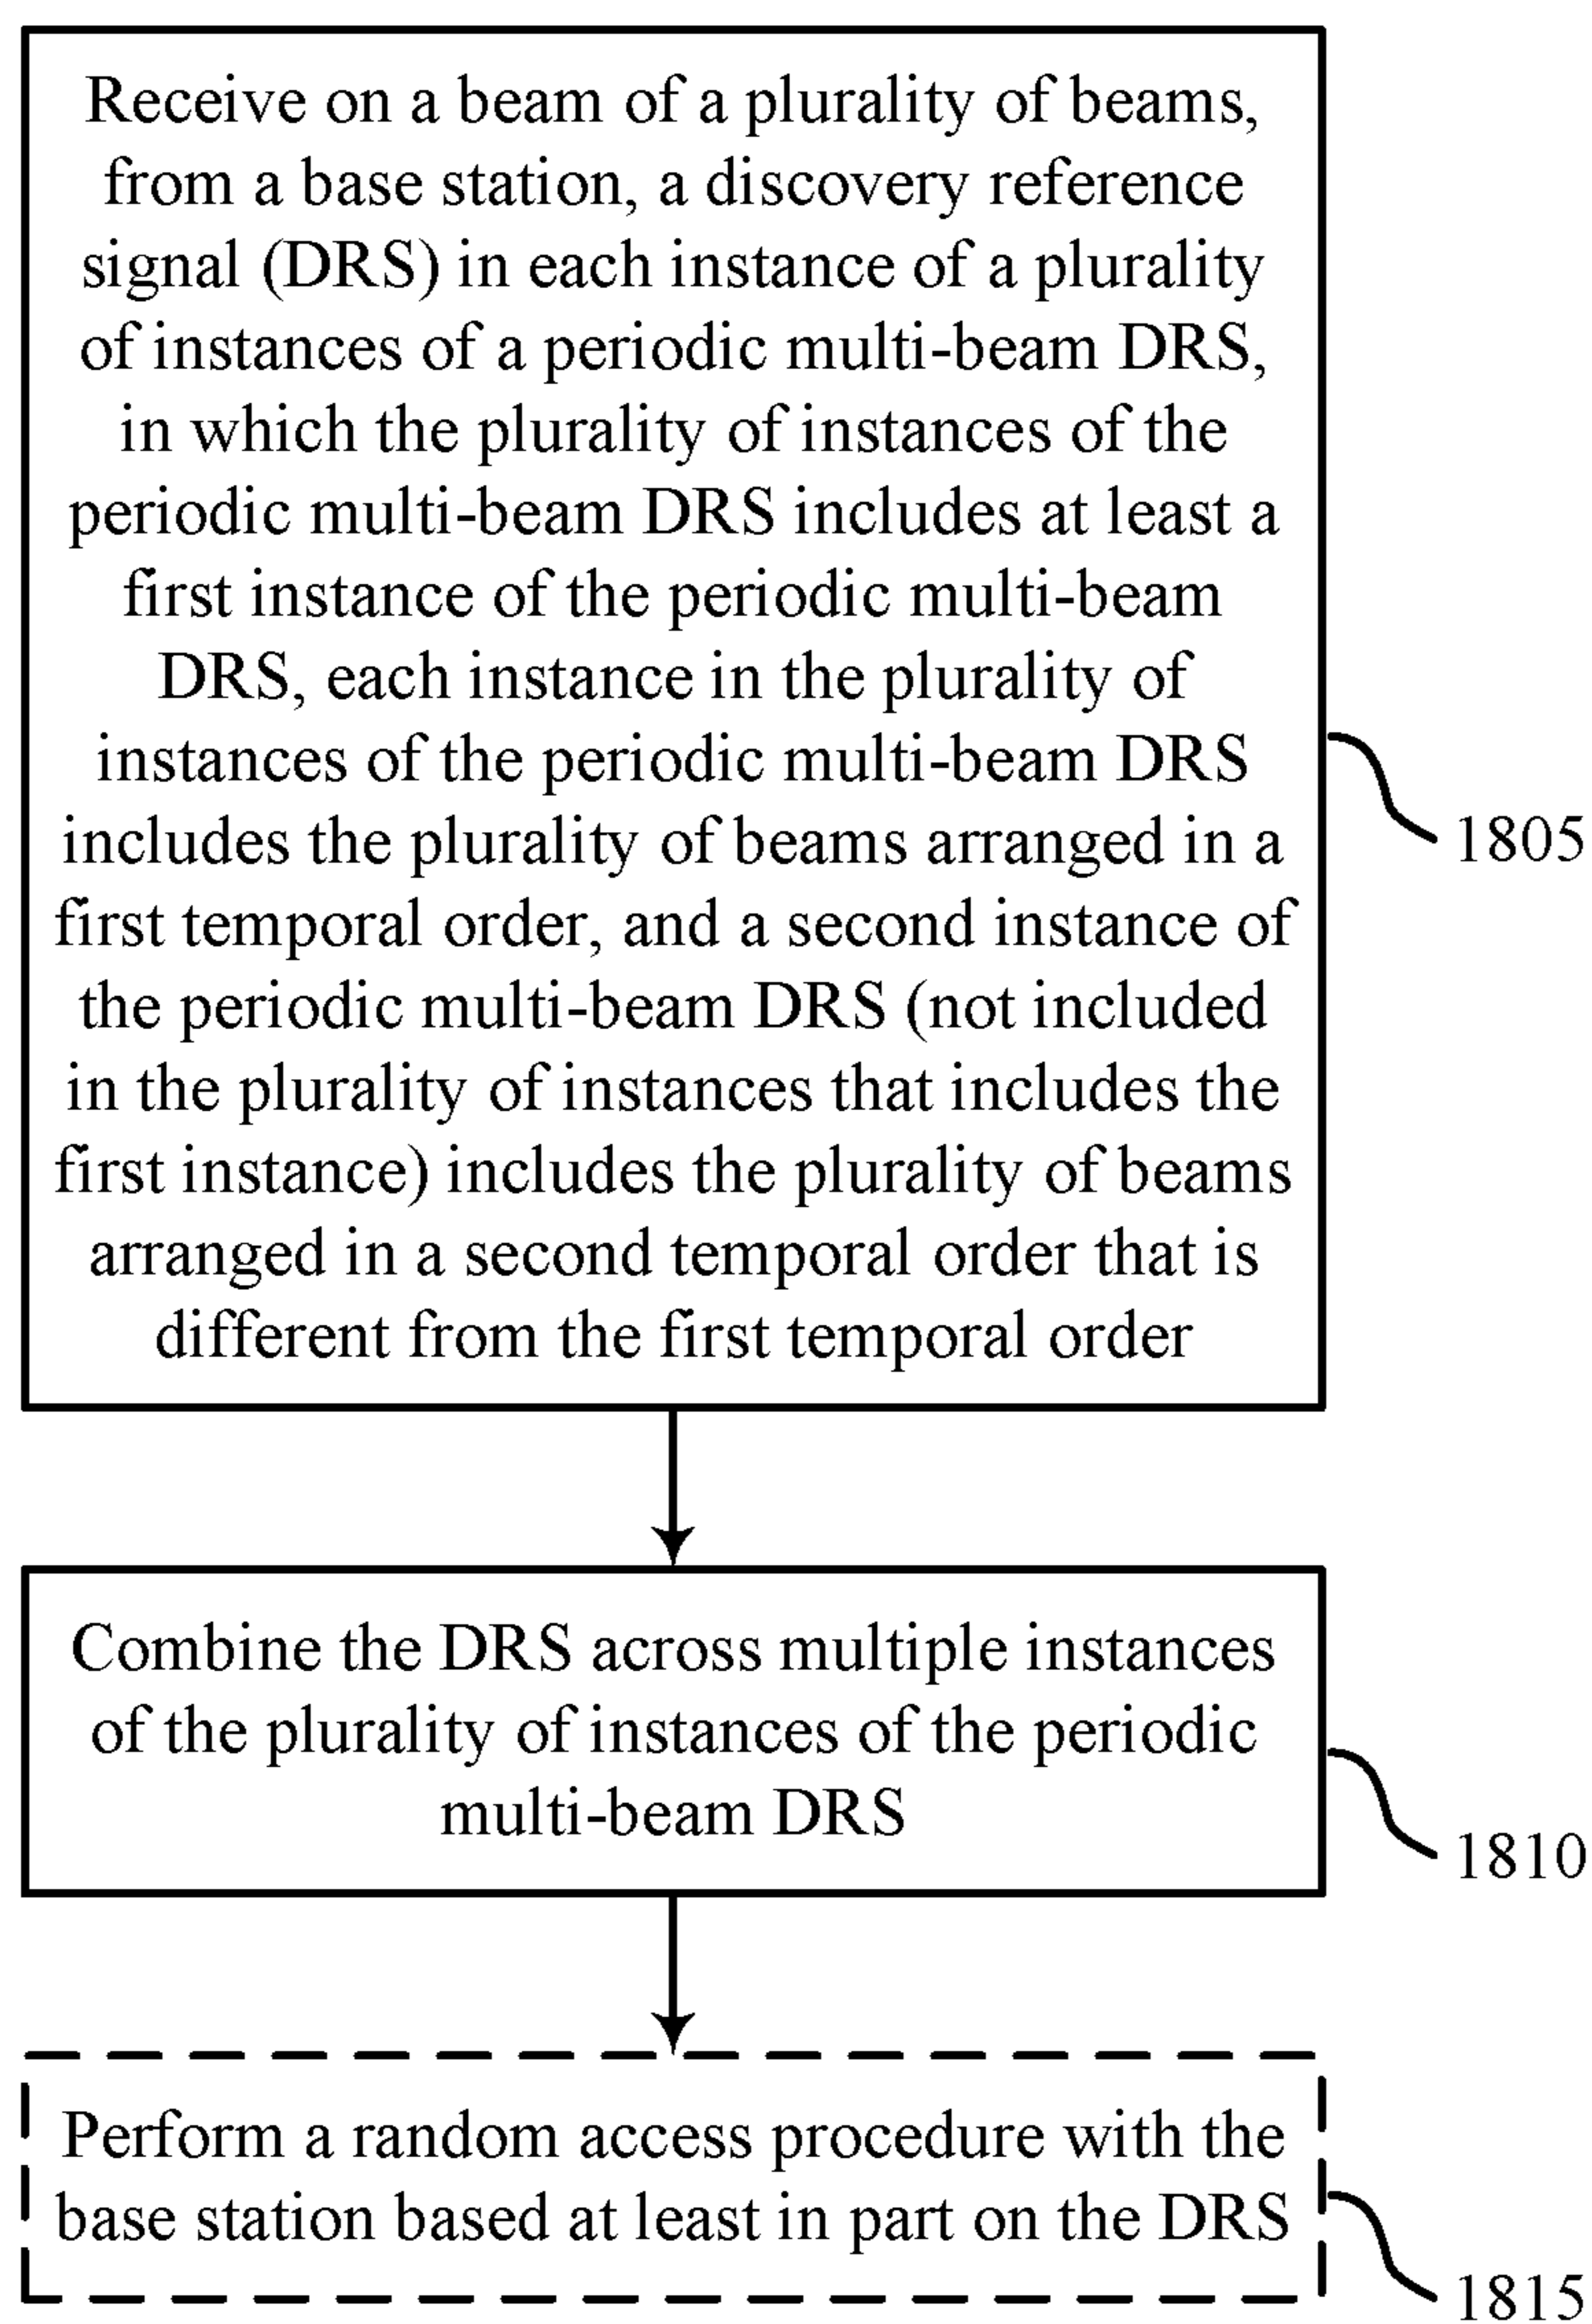 Receive on a beam of a plurality of beams,
from a base station, a discovery reference
signal (DRS) in each instance of a plurality
of instances of a periodic multi-beam DRS,
in which the plurality of instances of the
periodic multi-beam DRS includes at least a
first instance of the periodic multi-beam
DRS, each instance in the plurality of
instances of the periodic multi-beam DRS
includes the plurality of beams arranged in a
first temporal order, and a second instance of
the periodic multi-beam DRS (not included
in the plurality of instances that includes the
first instance) includes the plurality of beams
arranged in a second temporal order that is
different from the first temporal order
1805
Combine the DRS across multiple instances
of the plurality of instances of the periodic
multi-beam DRS
1810
Perform a random access procedure with the
base station based at least in part on the DRS
1815